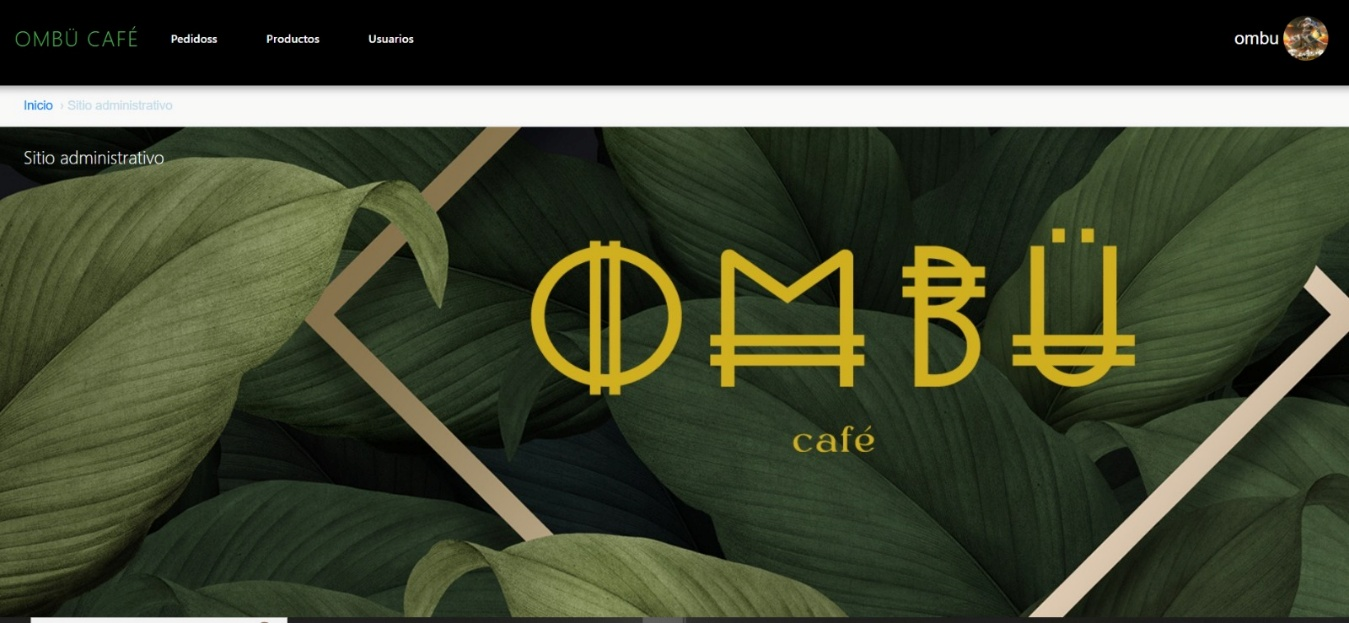 OMBÜ CAFÉ Pedidoss Productos Usuarios ombu
Inicio › Sitio administrativo
Sitio administrativo
OMBÜ
café